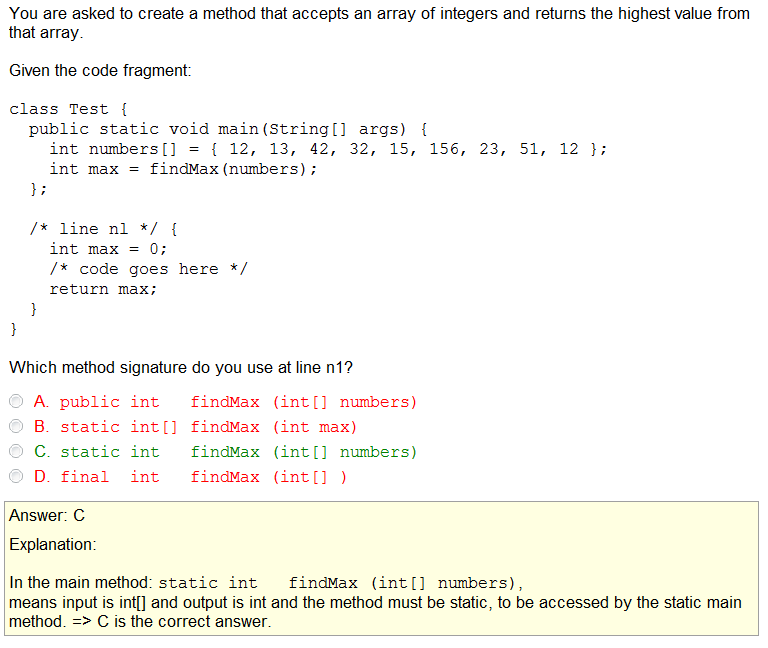 You are asked to create a method that accepts an array of integers and returns the highest value from
that array.
Given the code fragment:
class Test {
public static void main(String[] args) {
int numbers[] = { 12, 13, 42, 32, 15, 156, 23, 51, 12 };
int max = findMax(numbers);
};
/* line nl */ {
int max = 0;
/* code goes here */
return max;
}
}
Which method signature do you use at line n1?
A. public int findMax (int[] numbers)
B. static int[] findMax (int max)
C. static int findMax (int[] numbers)
D. final int findMax (int[] )
Answer: C
Explanation:
In the main method: static int findMax (int[] numbers),
means input is int[] and output is int and the method must be static, to be accessed by the static main
method. => C is the correct answer.